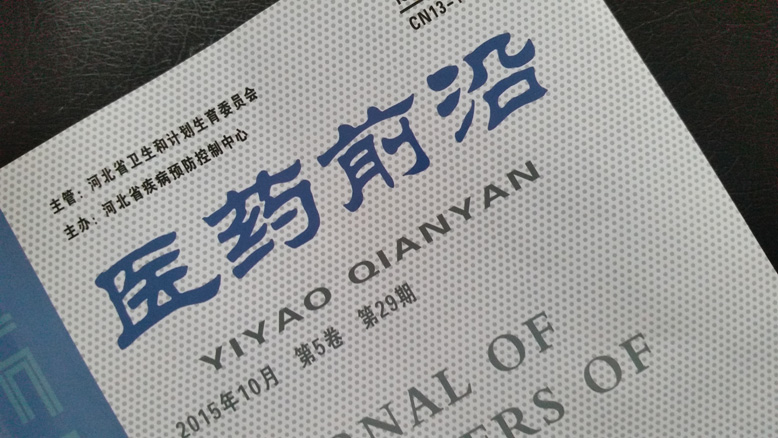 CN13-
主管：河北省卫生和计划生育委员会
主办：河北省疾病预防控制中心
医药前沿
YIYAO QIANYAN
2015年10月 第5卷 第29期
NAL OF
ERS OF